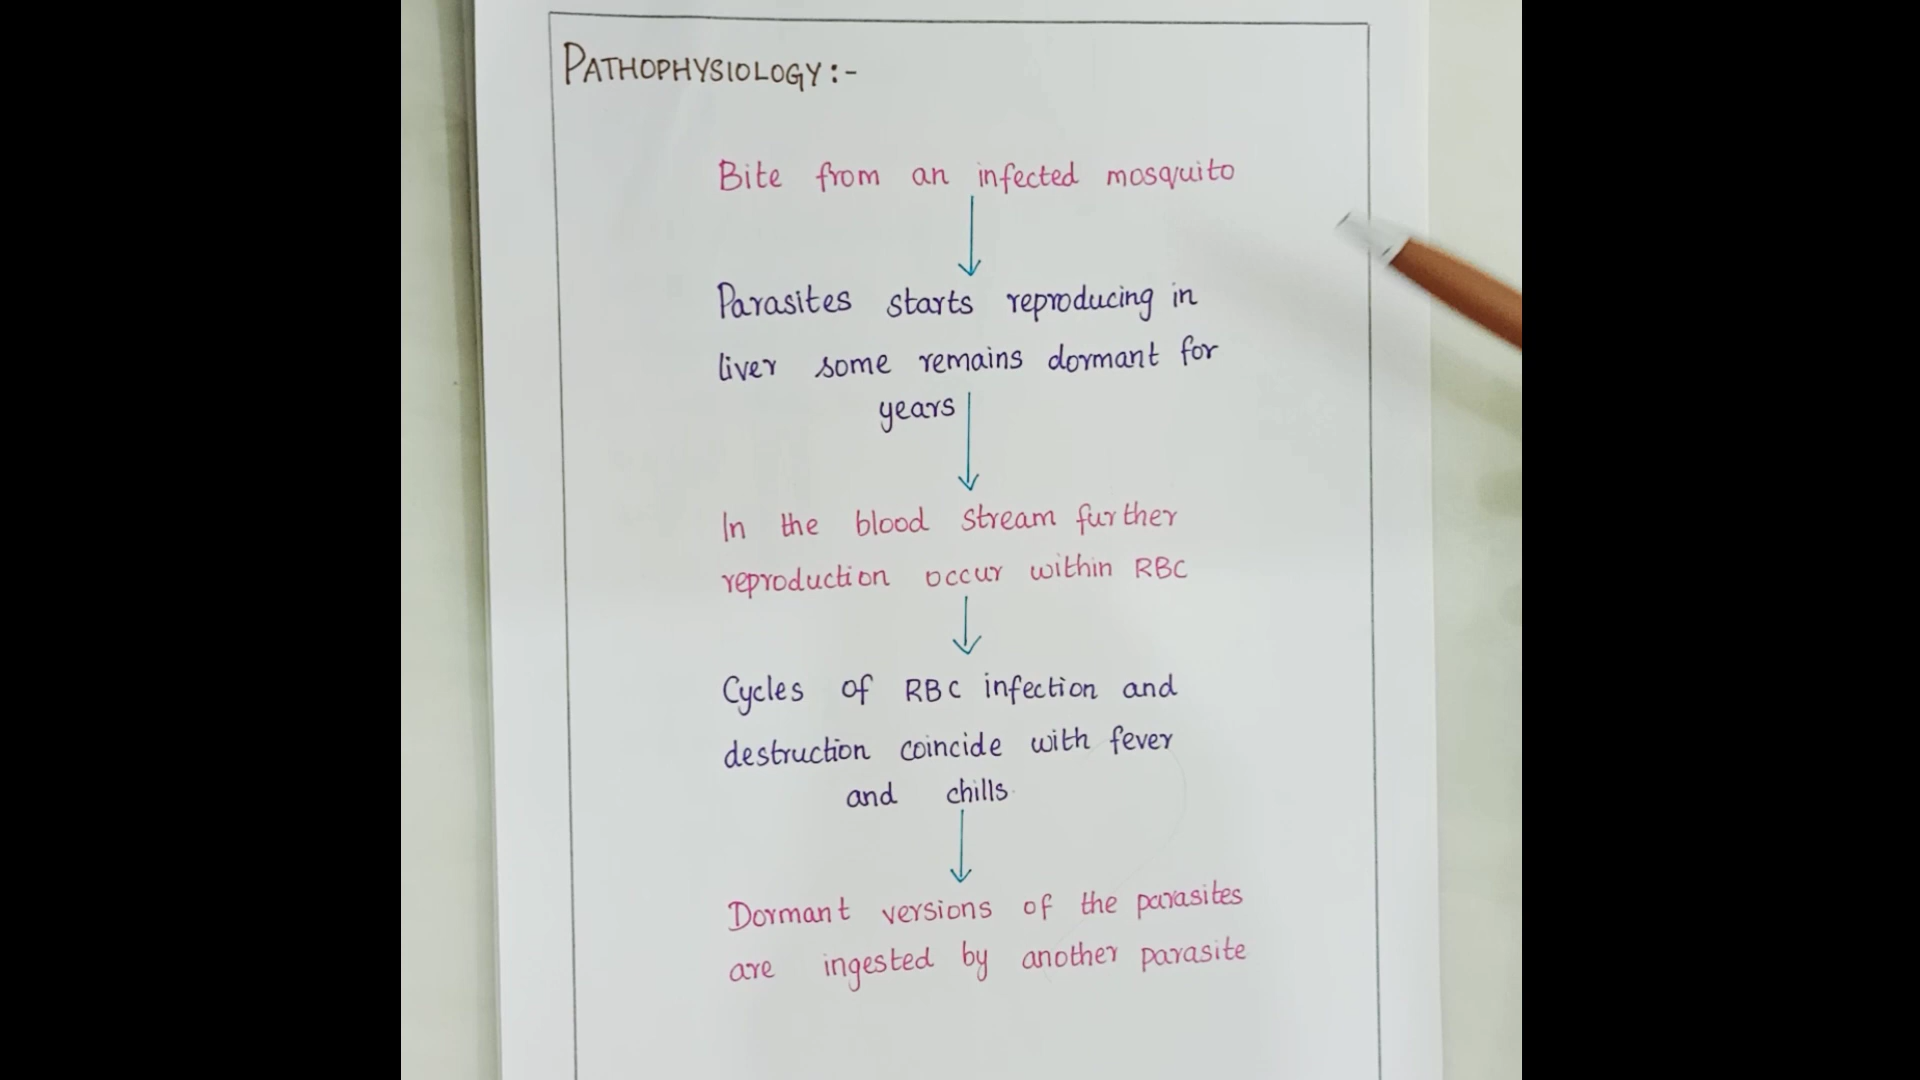 PATHOPHYSIOLOGY:-
Bite from an infected mosquito
Parasites starts reproducing in
liver some remains dormant for
years
In the blood stream further
reproduction occur within RBC
Cycles of RBC infection and
destruction coincide with fever
and chills.
Dormant versions of the parasites
are ingested by another parasite